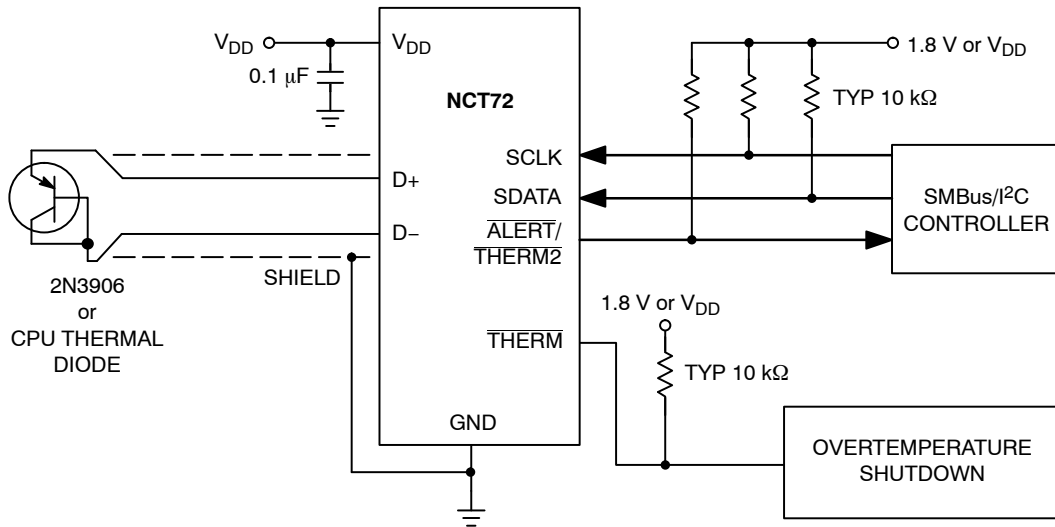 V_DD
0.1 μF
V_DD
NCT72
1.8 V or V_DD
TYP 10 kΩ
SCLK
SDATA
ALERT/
THERM2
D+
D−
SHIELD
2N3906
or
CPU THERMAL
DIODE
SMBus/I²C
CONTROLLER
1.8 V or V_DD
THERM
TYP 10 kΩ
GND
OVERTEMPERATURE
SHUTDOWN